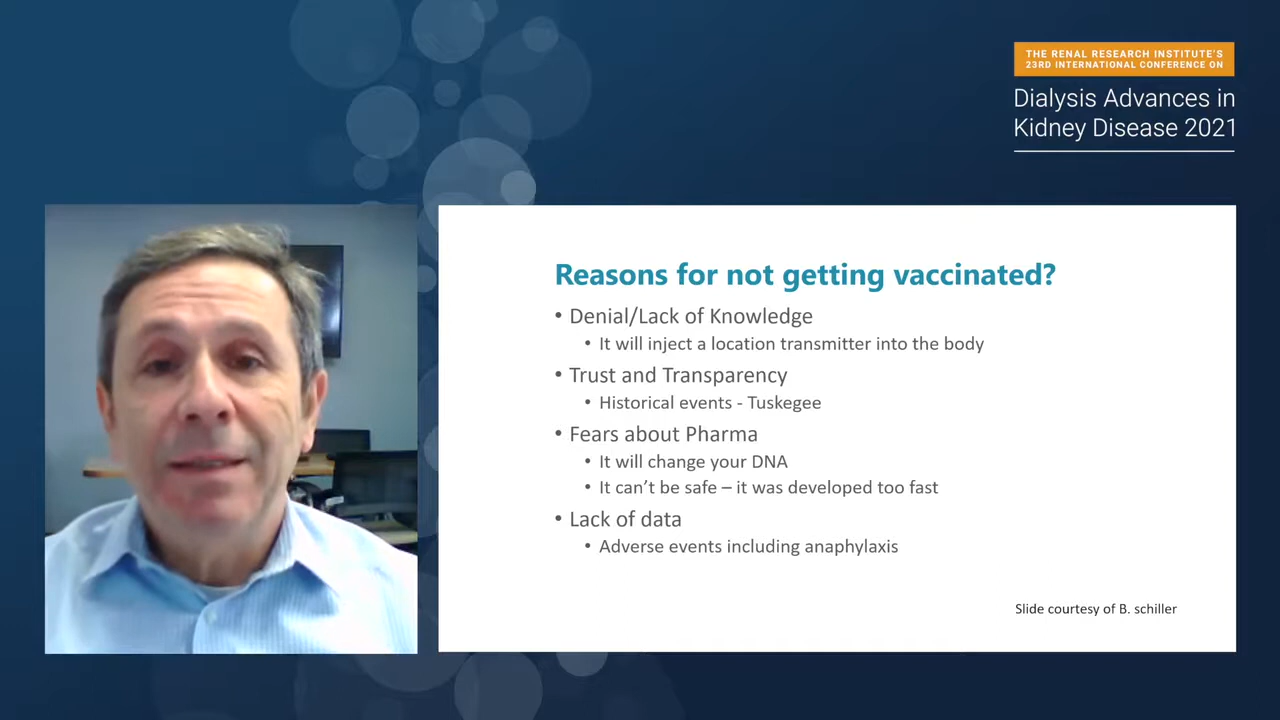 THE RENAL RESEARCH INSTITUTE'S
23RD INTERNATIONAL CONFERENCE ON
Dialysis Advances in
Kidney Disease 2021
Reasons for not getting vaccinated?
• Denial/Lack of Knowledge
• It will inject a location transmitter into the body
• Trust and Transparency
• Historical events - Tuskegee
• Fears about Pharma
• It will change your DNA
• It can't be safe – it was developed too fast
• Lack of data
• Adverse events including anaphylaxis
Slide courtesy of B. schiller